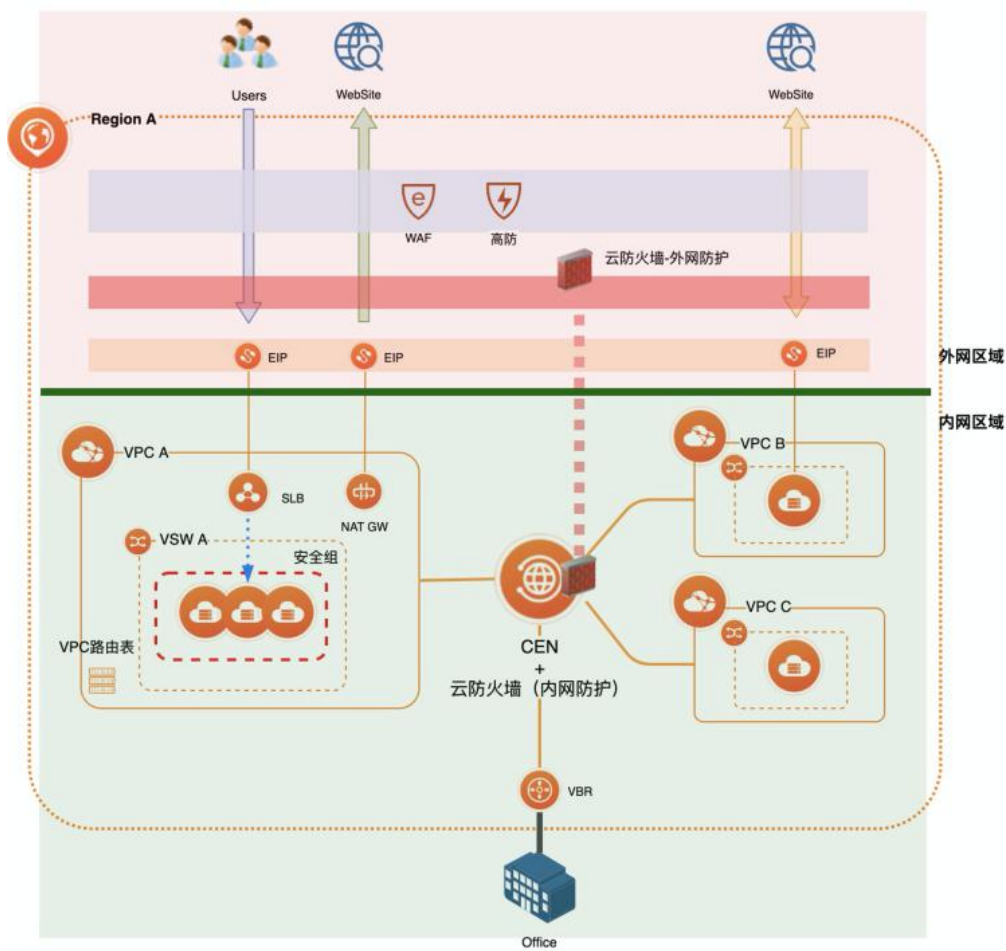 Users
WebSite
WebSite
Region A
WAF
高防
云防火墙-外网防护
EIP
EIP
EIP
外网区域
内网区域
VPC A
VPC B
SLB
NAT GW
VSW A
安全组
VPC路由表
CEN
+
云防火墙（内网防护）
VPC C
VBR
Office